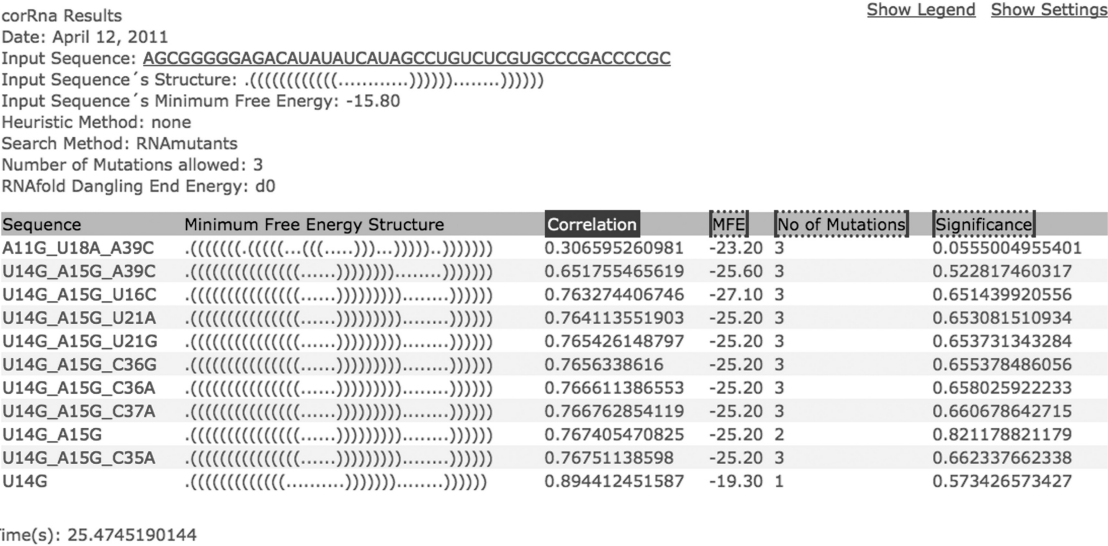 Show Legend Show Settings
corRna Results
Date: April 12, 2011
Input Sequence: AGCGGGGGAGACAUAUAUCAUAGCCUGUCUCGUGCCCGACCCCGC
Input Sequence´s Structure: .((((((((((((............))))))........))))))
Input Sequence´s Minimum Free Energy: -15.80
Heuristic Method: none
Search Method: RNAmutants
Number of Mutations allowed: 3
RNAfold Dangling End Energy: d0
Sequence Minimum Free Energy Structure Correlation MFE No of Mutations Significance
A11G_U18A_A39C .(((((((.(((((...(((.....)))...)))))..))))))) 0.306595260981 -23.20 3 0.0555004955401
U14G_A15G_A39C .(((((((((((((((......))))))))........))))))) 0.651755465619 -25.60 3 0.522817460317
U14G_A15G_U16C .(((((((((((((((......)))))))))........)))))) 0.763274406746 -27.10 3 0.651439920556
U14G_A15G_U21A .(((((((((((((((......)))))))))........)))))) 0.764113551903 -25.20 3 0.653081510934
U14G_A15G_U21G .(((((((((((((((......)))))))))........)))))) 0.765426148797 -25.20 3 0.653731343284
U14G_A15G_C36G .(((((((((((((((......)))))))))........)))))) 0.7656338616 -25.20 3 0.655378486056
U14G_A15G_C36A .(((((((((((((((......)))))))))........)))))) 0.766611386553 -25.20 3 0.658025922233
U14G_A15G_C37A .(((((((((((((((......)))))))))........)))))) 0.766762854119 -25.20 3 0.660678642715
U14G_A15G .(((((((((((((((......)))))))))........)))))) 0.767405470825 -25.20 2 0.821178821179
U14G_A15G_C35A .(((((((((((((((......)))))))))........)))))) 0.76751138598 -25.20 3 0.662337662338
U14G .(((((((((((((..........)))))))........)))))) 0.894412451587 -19.30 1 0.573426573427
ime(s): 25.4745190144